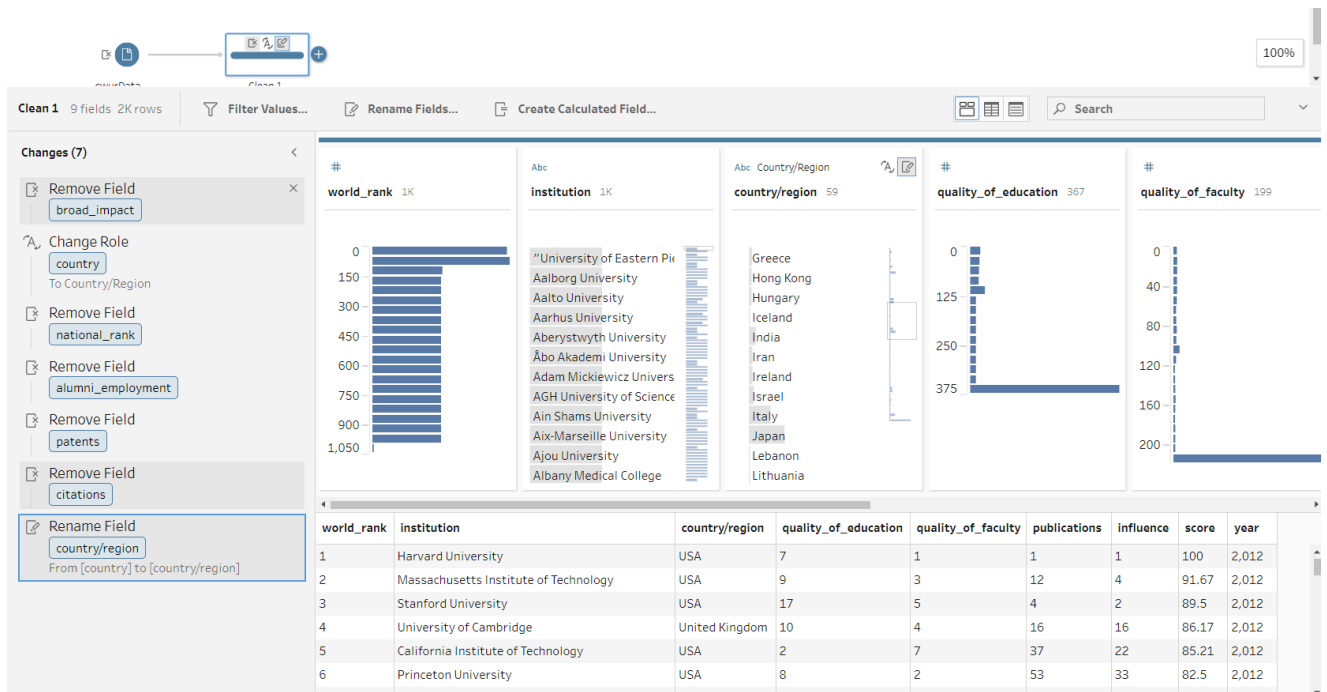 100%
cwurData
Clean 1
Clean 1 9 fields 2K rows
Filter Values...
Rename Fields...
Create Calculated Field...
Search
Changes (7)
Remove Field
broad_impact
Change Role
country
To Country/Region
Remove Field
national_rank
Remove Field
alumni_employment
Remove Field
patents
Remove Field
citations
Rename Field
country/region
From [country] to [country/region]
#
world_rank 1K
0
150
300
450
600
750
900
1,050
Abc
institution 1K
"University of Eastern Pie
Aalborg University
Aalto University
Aarhus University
Aberystwyth University
Åbo Akademi University
Adam Mickiewicz Univers
AGH University of Science
Ain Shams University
Aix-Marseille University
Ajou University
Albany Medical College
Abc Country/Region
country/region 59
Greece
Hong Kong
Hungary
Iceland
India
Iran
Ireland
Israel
Italy
Japan
Lebanon
Lithuania
#
quality_of_education 367
0
125
250
375
#
quality_of_faculty 199
0
40
80
120
160
200
world_rank institution country/region quality_of_education quality_of_faculty publications influence score year
1 Harvard University USA 7 1 1 1 100 2,012
2 Massachusetts Institute of Technology USA 9 3 12 4 91.67 2,012
3 Stanford University USA 17 5 4 2 89.5 2,012
4 University of Cambridge United Kingdom 10 4 16 16 86.17 2,012
5 California Institute of Technology USA 2 7 37 22 85.21 2,012
6 Princeton University USA 8 2 53 33 82.5 2,012